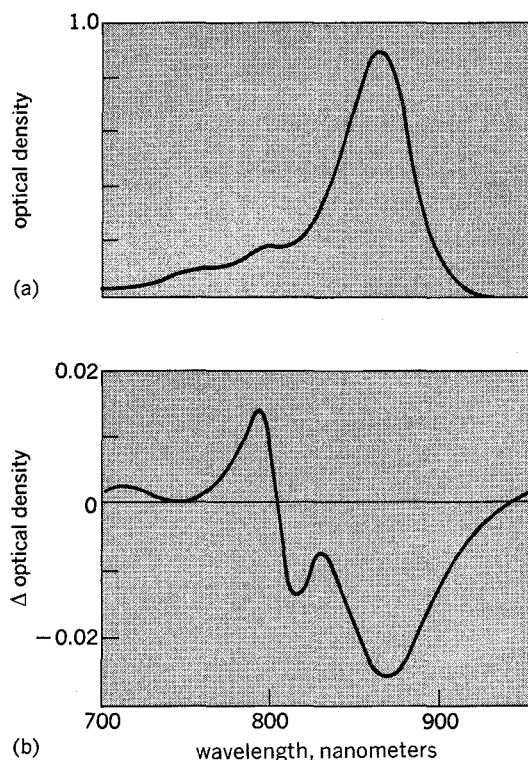 1.0
optical density
(a)
0.02
0
−0.02
Δ optical density
700
800
900
(b)
wavelength, nanometers